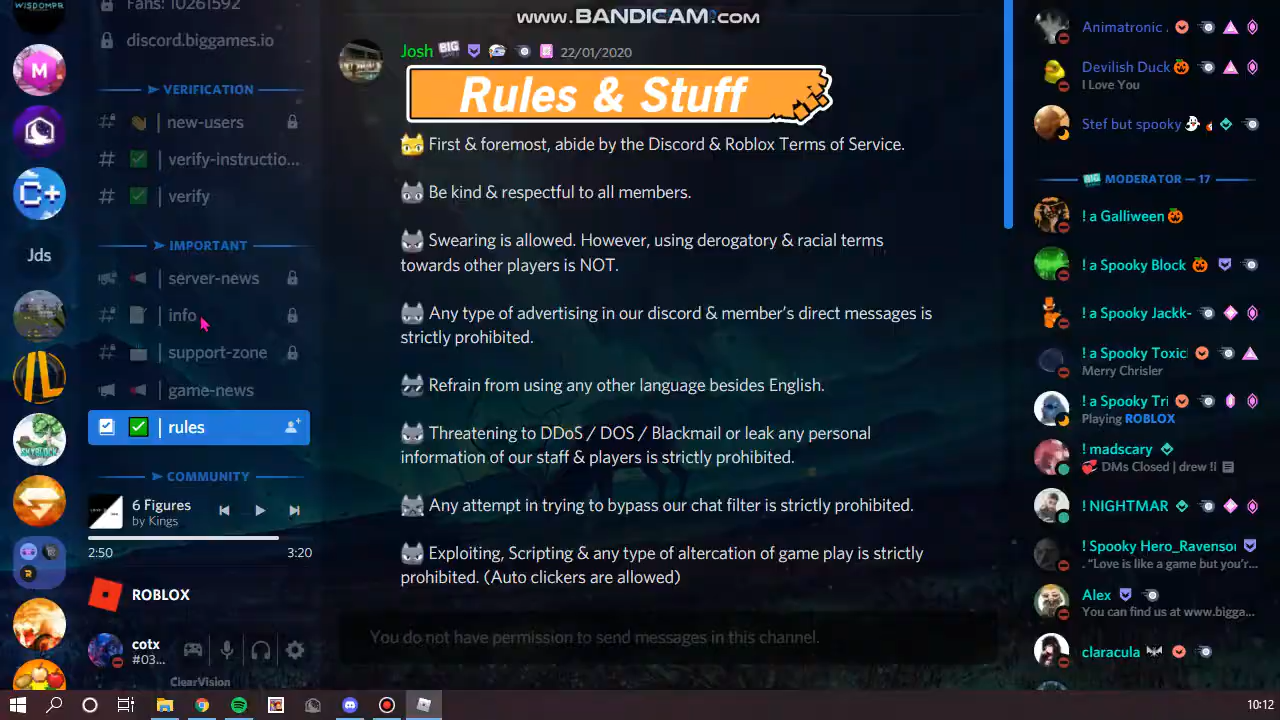 www.BANDICAM.com
WISDOMPR
Fans: 10261592
discord.biggames.io
VERIFICATION
new-users
verify-instructio...
verify
IMPORTANT
server-news
info
support-zone
game-news
rules
COMMUNITY
6 Figures
by Kings
2:50
3:20
ROBLOX
cotx
#03...
ClearVision
M
C+
Jds
SKYBLOCK
Josh BIG 22/01/2020
Rules & Stuff
First & foremost, abide by the Discord & Roblox Terms of Service.
Be kind & respectful to all members.
Swearing is allowed. However, using derogatory & racial terms
towards other players is NOT.
Any type of advertising in our discord & member's direct messages is
strictly prohibited.
Refrain from using any other language besides English.
Threatening to DDoS / DOS / Blackmail or leak any personal
information of our staff & players is strictly prohibited.
Any attempt in trying to bypass our chat filter is strictly prohibited.
Exploiting, Scripting & any type of altercation of game play is strictly
prohibited. (Auto clickers are allowed)
You do not have permission to send messages in this channel.
Animatronic .
Devilish Duck
I Love You
Stef but spooky
BIG MODERATOR — 17
! a Galliween
! a Spooky Block
! a Spooky Jackk-
! a Spooky Toxic
Merry Chrisler
! a Spooky Tri
Playing ROBLOX
! madscary
DMs Closed | drew !i
! NIGHTMAR
! Spooky Hero_Ravenson
. "Love is like a game but you'r...
Alex
You can find us at www.bigga...
claracula
10:12